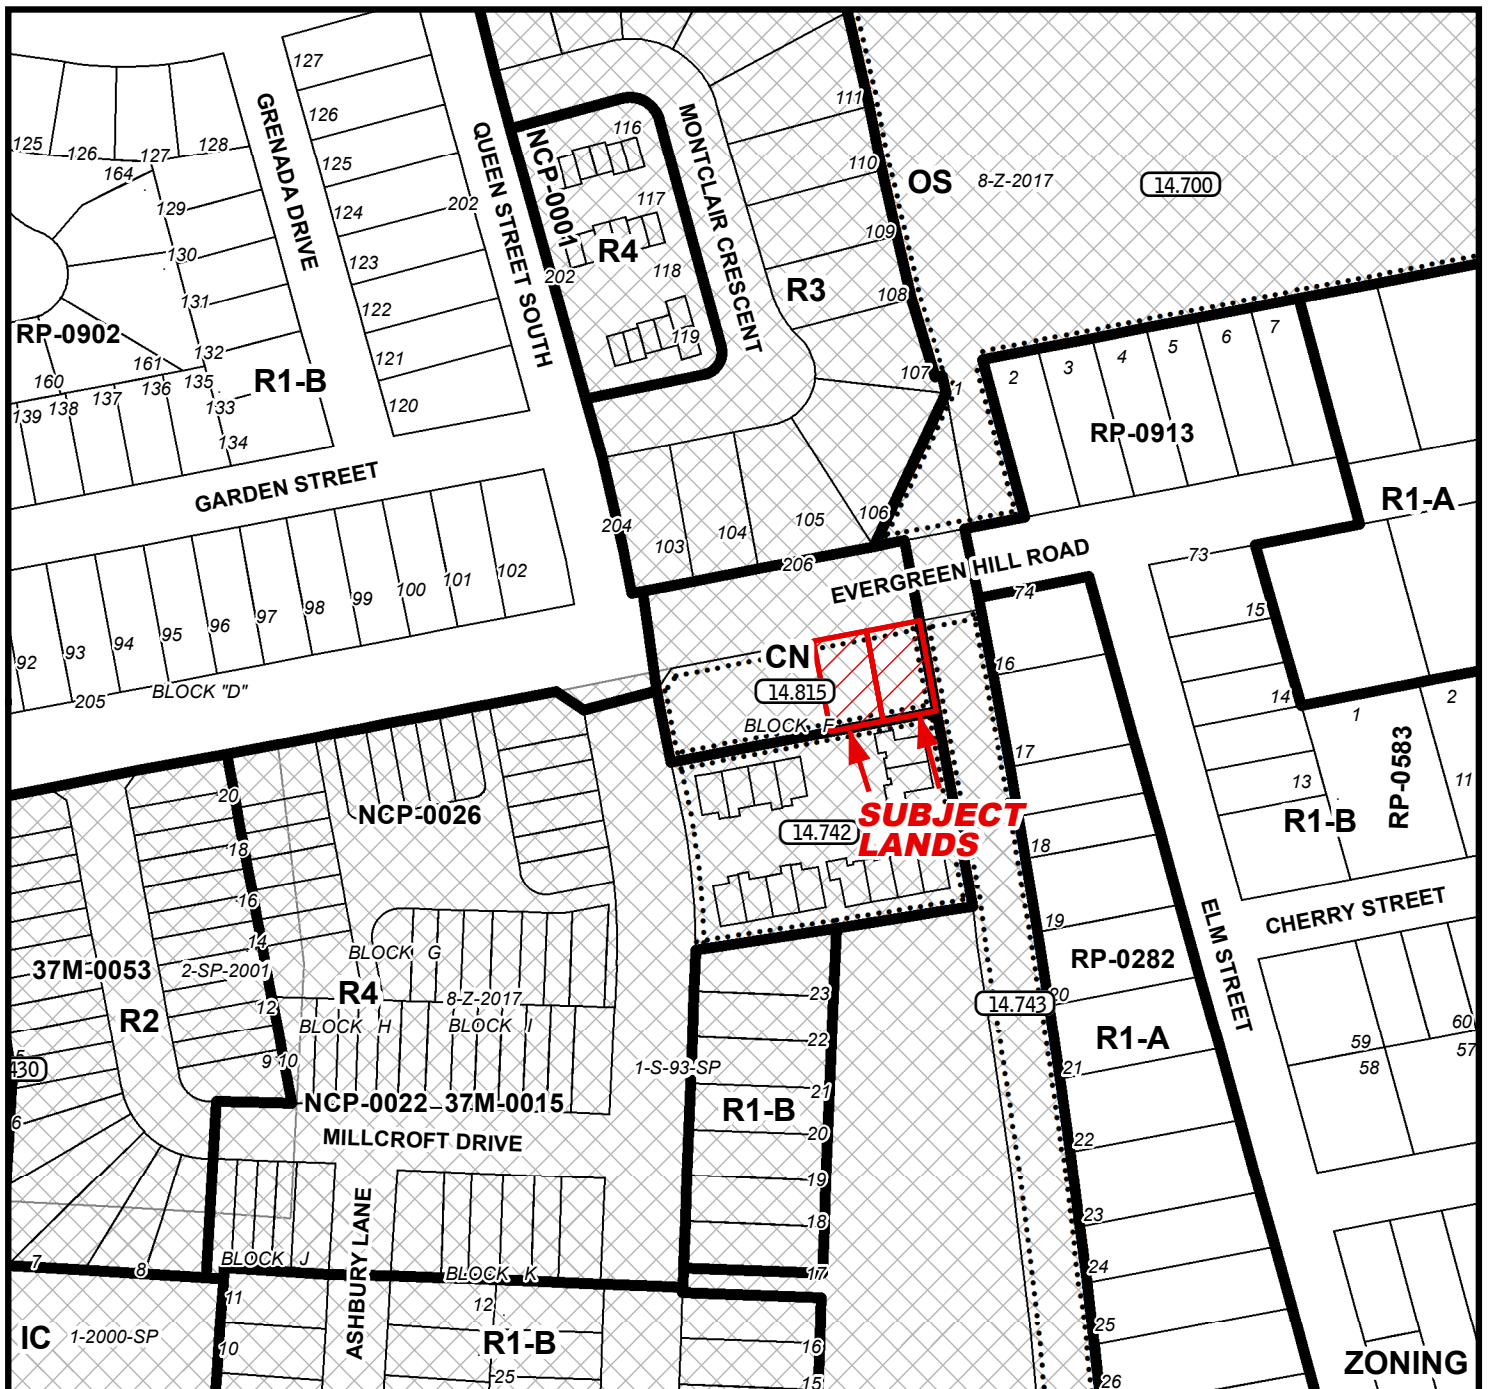 127
116
111
126
GRENADA DRIVE
QUEEN STREET SOUTH
NCP-0001
MONTCLAIR CRESCENT
125
126
127
128
164
125
110
OS
8-Z-2017
14.700
129
124
202
117
109
130
123
R4
118
202
R3
108
131
122
RP-0902
119
132
121
161
107
1
2
3
4
5
6
7
160
136
135
R1-B
139
138
137
133
120
134
RP-0913
GARDEN STREET
R1-A
204
103
104
105
106
206
EVERGREEN HILL ROAD
73
74
92
93
94
95
96
97
98
99
100
101
102
15
205
BLOCK "D"
CN
14.815
BLOCK F
16
14
1
2
17
13
11
RP-0583
R1-B
20
NCP-0026
14.742
SUBJECT
LANDS
18
18
16
14
19
ELM STREET
CHERRY STREET
37M-0053
2-SP-2001
BLOCK G
RP-0282
R4
8-Z-2017
23
14.743
20
R2
12
BLOCK H
BLOCK I
22
R1-A
59
60
57
58
5
430
9
10
1-S-93-SP
21
21
6
NCP-0022
37M-0015
R1-B
MILLCROFT DRIVE
20
22
19
18
23
ASHBURY LANE
7
8
BLOCK J
BLOCK K
17
24
11
12
IC
1-2000-SP
10
R1-B
16
25
25
15
26
ZONING